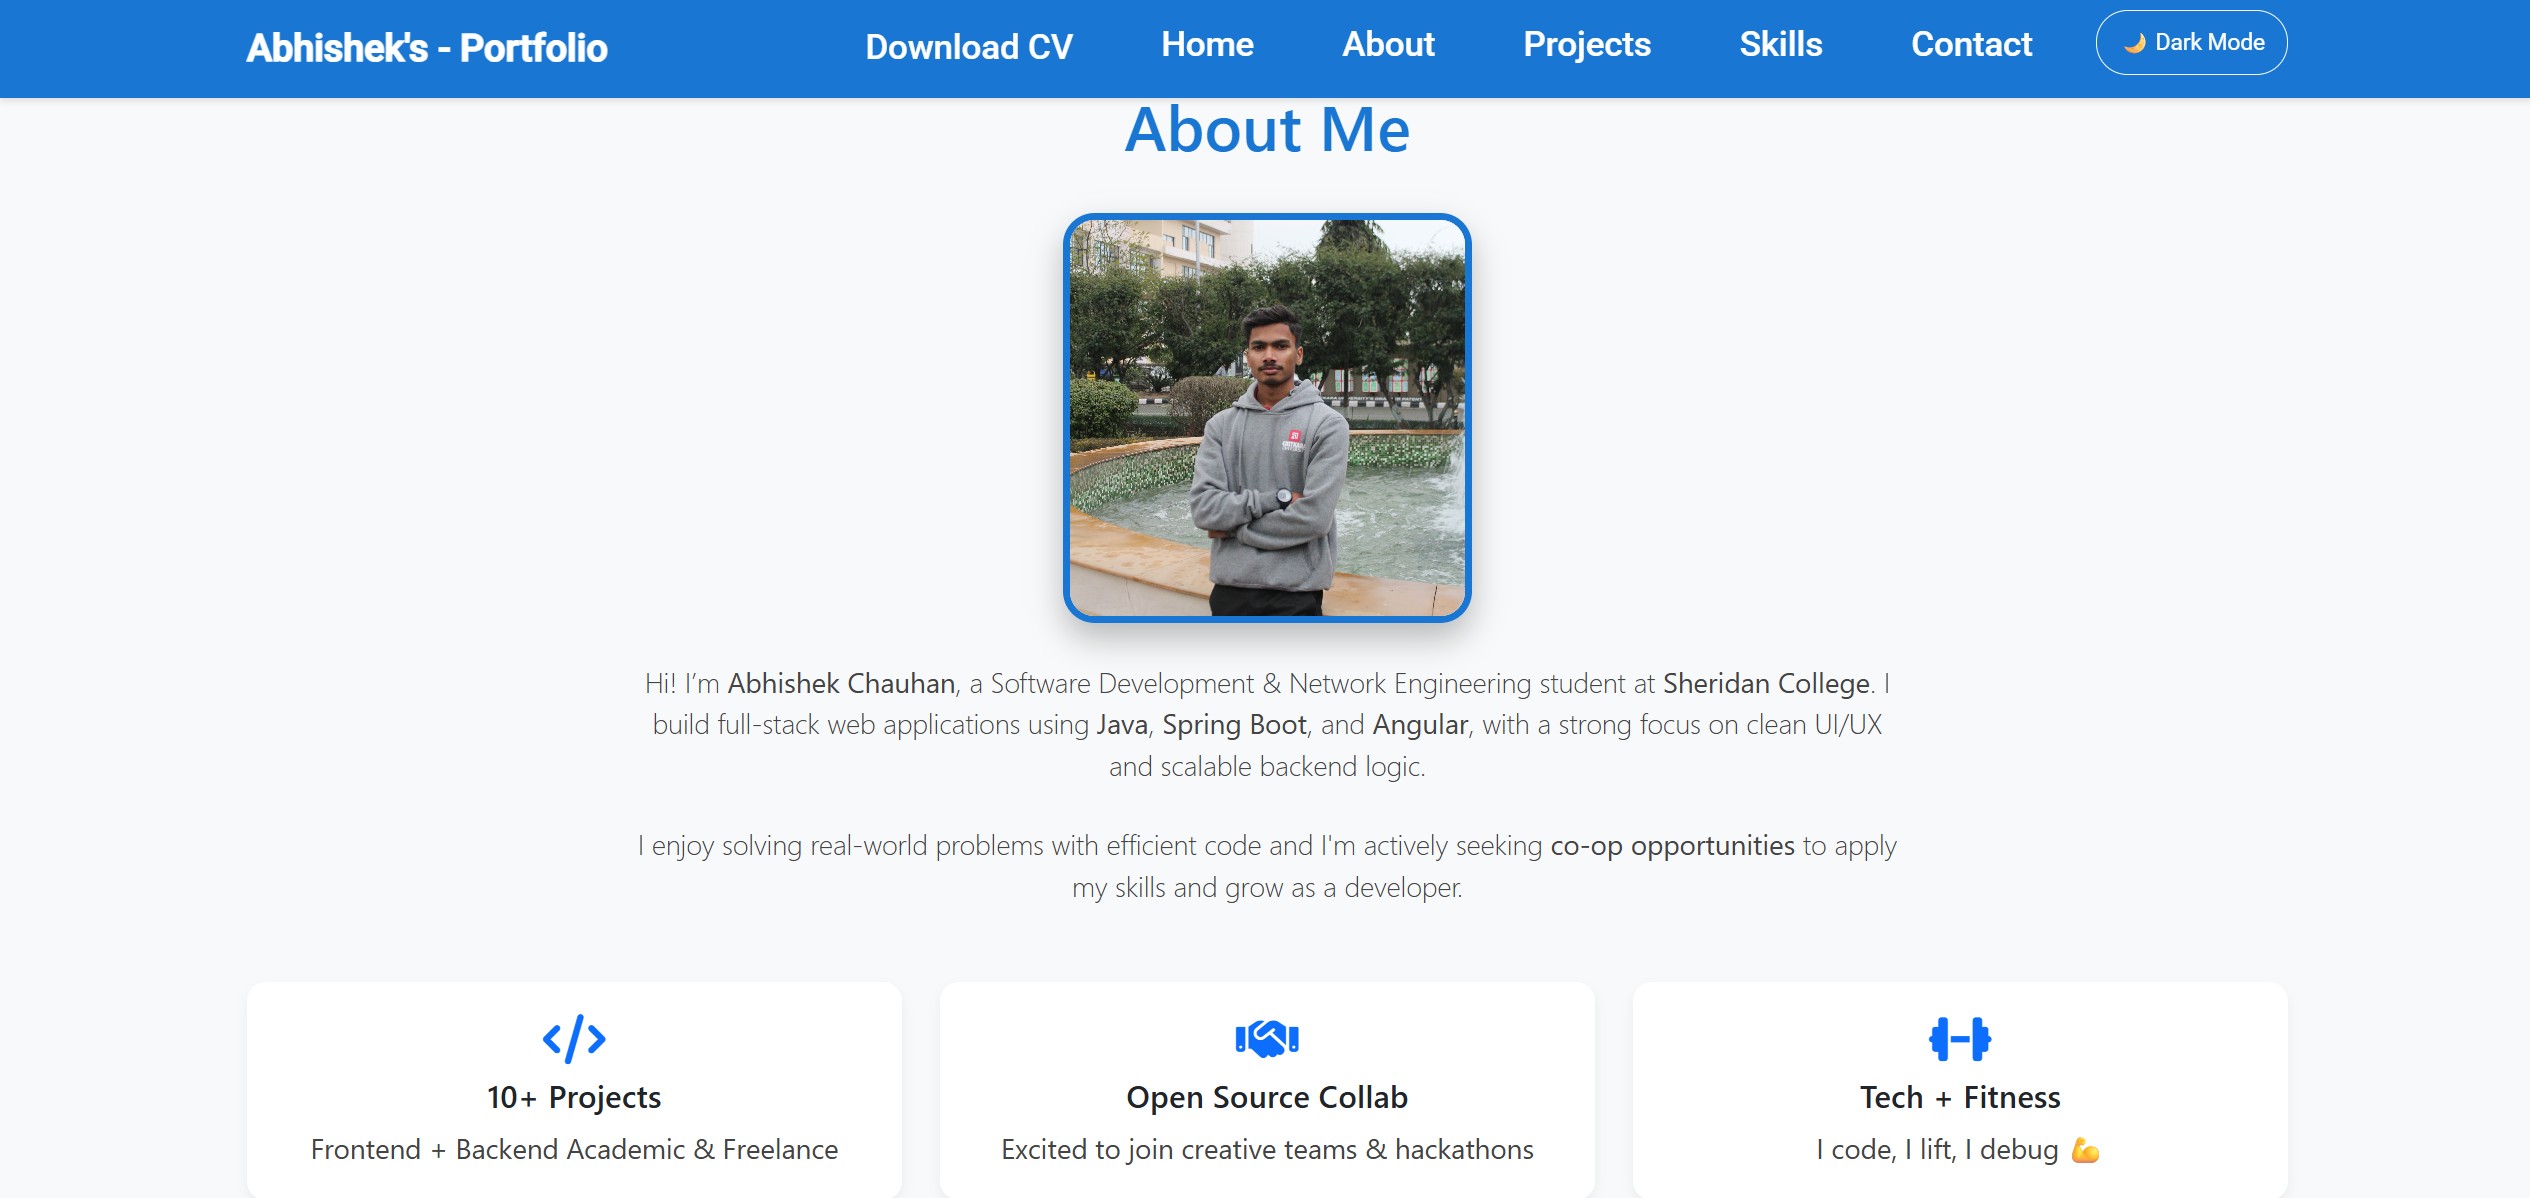 Abhishek's - Portfolio
Download CV
Home
About
Projects
Skills
Contact
🌙 Dark Mode
About Me
Hi! I’m Abhishek Chauhan, a Software Development & Network Engineering student at Sheridan College. I
build full-stack web applications using Java, Spring Boot, and Angular, with a strong focus on clean UI/UX
and scalable backend logic.
I enjoy solving real-world problems with efficient code and I'm actively seeking co-op opportunities to apply
my skills and grow as a developer.
10+ Projects
Frontend + Backend Academic & Freelance
Open Source Collab
Excited to join creative teams & hackathons
Tech + Fitness
I code, I lift, I debug 💪